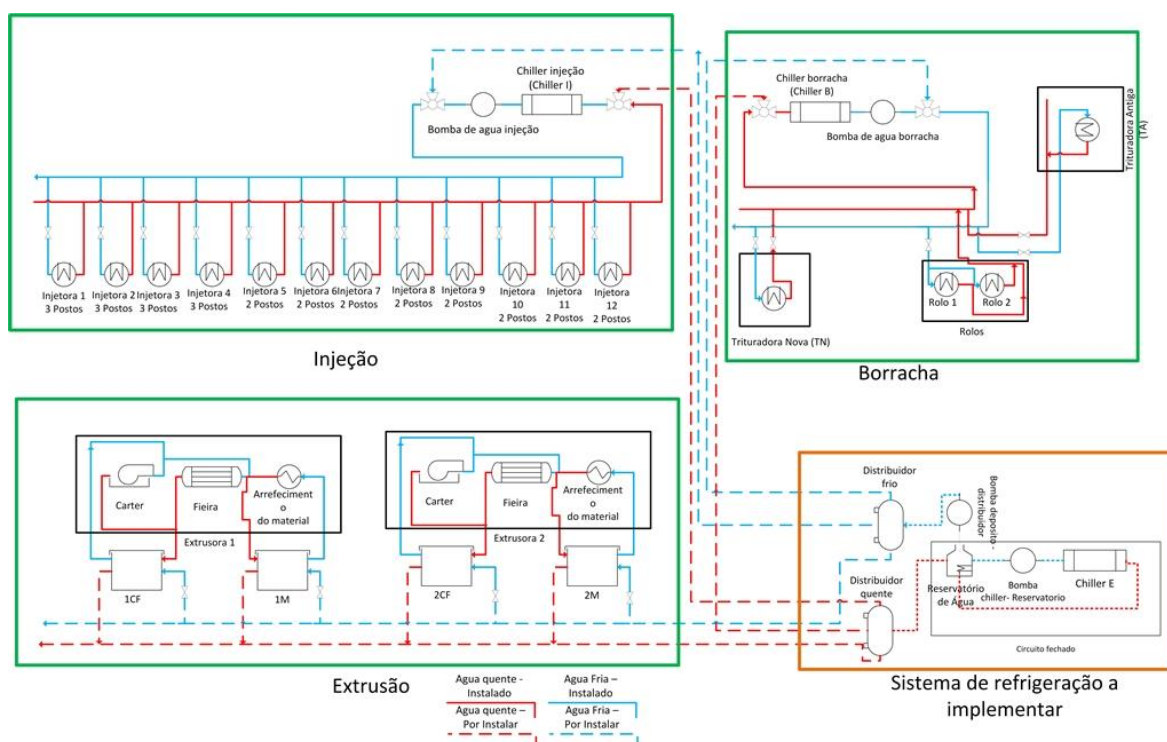 Chiller injeção
(Chiller I)
Bomba de agua injeção
Injetora 1
3 Postos
Injetora 2
3 Postos
Injetora 3
3 Postos
Injetora 4
3 Postos
Injetora 5
2 Postos
Injetora 6
2 Postos
Injetora 7
2 Postos
Injetora 8
2 Postos
Injetora 9
2 Postos
Injetora
10
2 Postos
Injetora
11
2 Postos
Injetora
12
2 Postos
Injeção
Chiller borracha
(Chiller B)
Bomba de agua borracha
Trituradora Antiga
(TA)
Trituradora Nova (TN)
Rolo 1
Rolo 2
Rolos
Borracha
Carter
Fieira
Arrefeciment
o
do material
Extrusora 1
1CF
1M
Carter
Fieira
Arrefeciment
o
do material
Extrusora 2
2CF
2M
Extrusão
Distribuidor
frio
Bomba deposito -
distribuidor
Distribuidor
quente
Reservatório
de Água
Bomba
chiller- Reservatorio
Chiller E
Circuito fechado
Sistema de refrigeração a
implementar
Agua quente -
Instalado
Agua Fria –
Instalado
Agua quente –
Por Instalar
Agua Fria –
Por Instalar